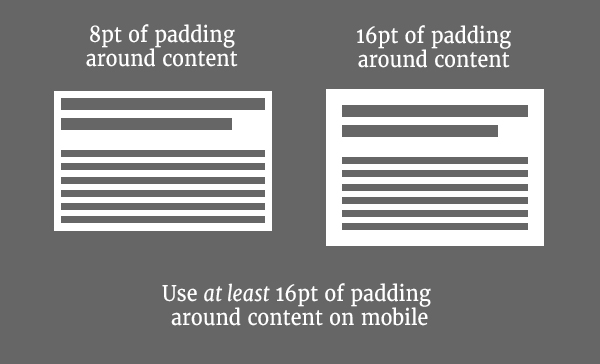 8pt of padding
around content
16pt of padding
around content
Use at least 16pt of padding
around content on mobile